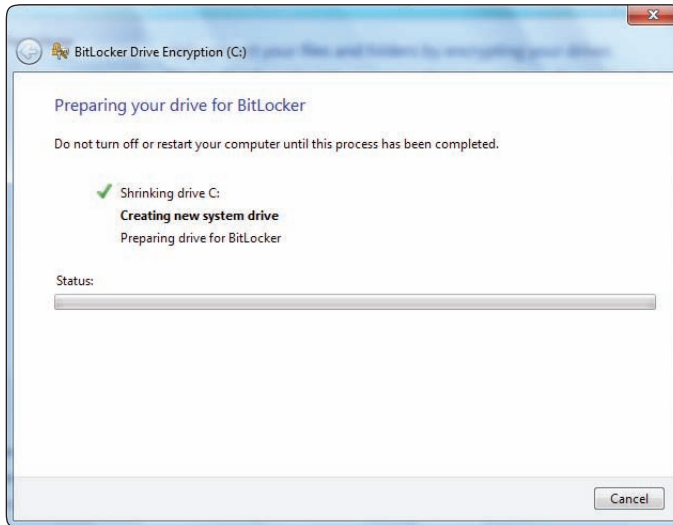 BitLocker Drive Encryption (C:)
Preparing your drive for BitLocker
Do not turn off or restart your computer until this process has been completed.
Shrinking drive C:
Creating new system drive
Preparing drive for BitLocker
Status:
Cancel